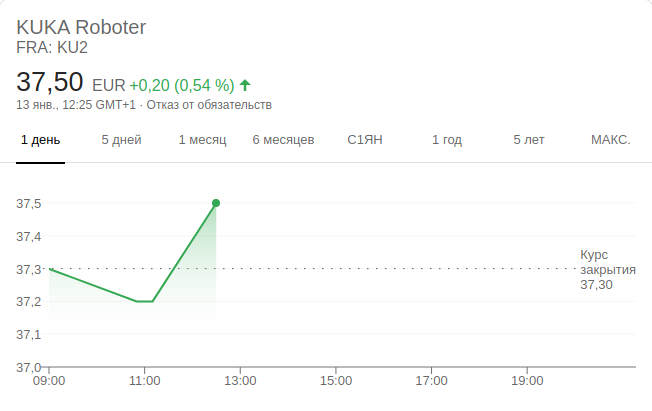 KUKA Roboter
FRA: KU2
37,50 EUR +0,20 (0,54 %)
13 янв., 12:25 GMT+1 · Отказ от обязательств
1 день 5 дней 1 месяц 6 месяцев С1ЯН 1 год 5 лет МАКС.
37,5
37,4
37,3
37,2
37,1
37,0
Курс
закрытия
37,30
09:00 11:00 13:00 15:00 17:00 19:00